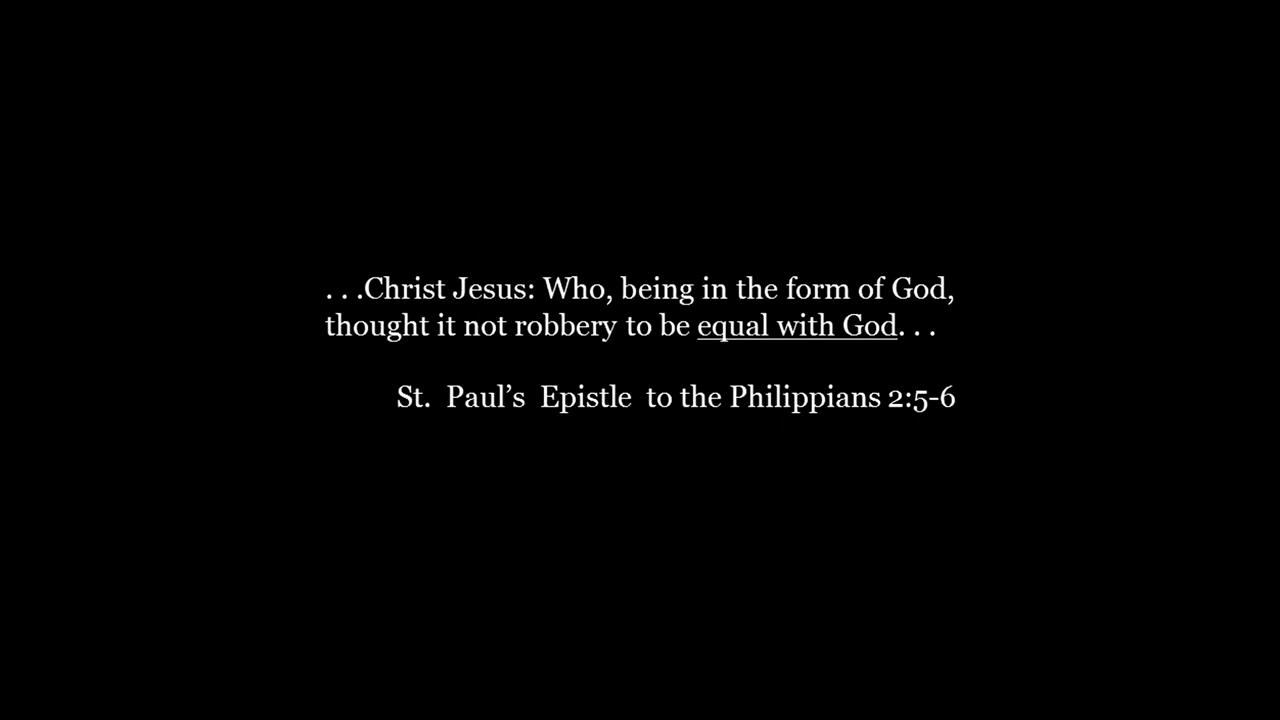 . . .Christ Jesus: Who, being in the form of God,
thought it not robbery to be equal with God. . .
St. Paul’s Epistle to the Philippians 2:5-6